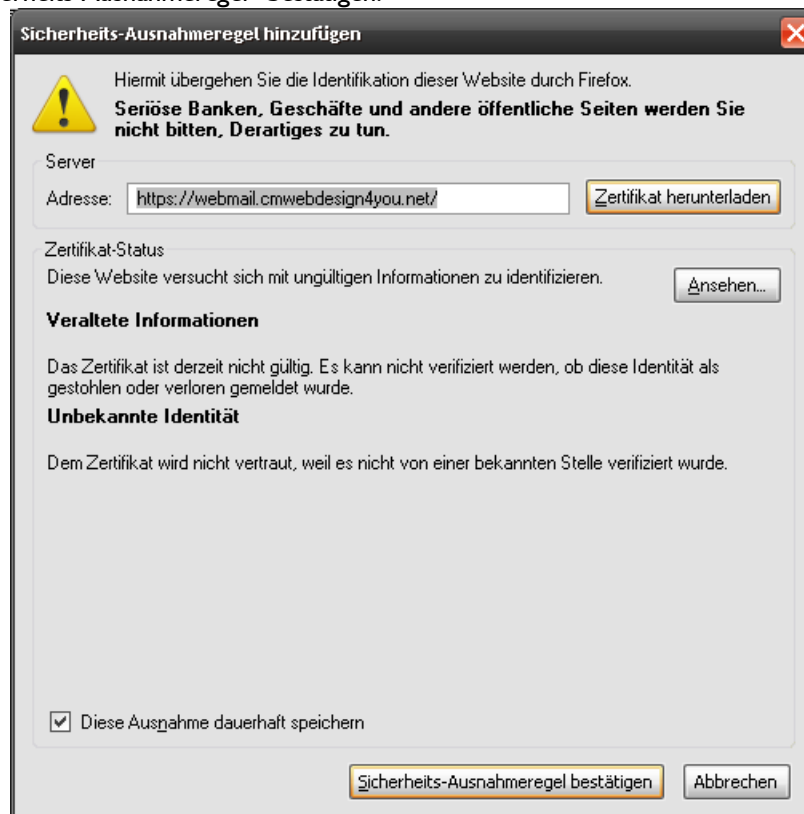 Sicherheits-Ausnahmeregel hinzufügen
Hiermit übergehen Sie die Identifikation dieser Website durch Firefox.
Seriöse Banken, Geschäfte und andere öffentliche Seiten werden Sie
nicht bitten, Derartiges zu tun.
Server
Adresse: https://webmail.cmwebdesign4you.net/ Zertifikat herunterladen
Zertifikat-Status
Diese Website versucht sich mit ungültigen Informationen zu identifizieren. Ansehen...
Veraltete Informationen
Das Zertifikat ist derzeit nicht gültig. Es kann nicht verifiziert werden, ob diese Identität als
gestohlen oder verloren gemeldet wurde.
Unbekannte Identität
Dem Zertifikat wird nicht vertraut, weil es nicht von einer bekannten Stelle verifiziert wurde.
Diese Ausnahme dauerhaft speichern
Sicherheits-Ausnahmeregel bestätigen Abbrechen